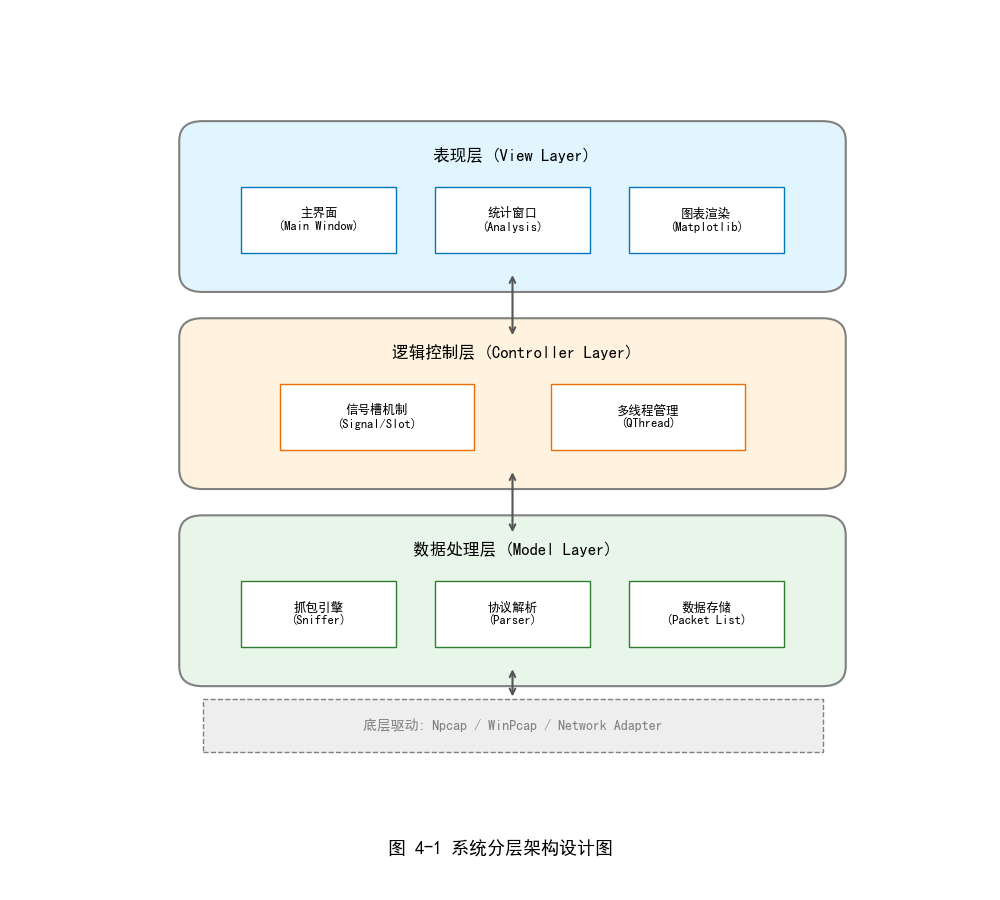 表现层 (View Layer)
主界面
(Main Window)
统计窗口
(Analysis)
图表渲染
(Matplotlib)
逻辑控制层 (Controller Layer)
信号槽机制
(Signal/Slot)
多线程管理
(QThread)
数据处理层 (Model Layer)
抓包引擎
(Sniffer)
协议解析
(Parser)
数据存储
(Packet List)
底层驱动: Npcap / WinPcap / Network Adapter
图 4-1 系统分层架构设计图